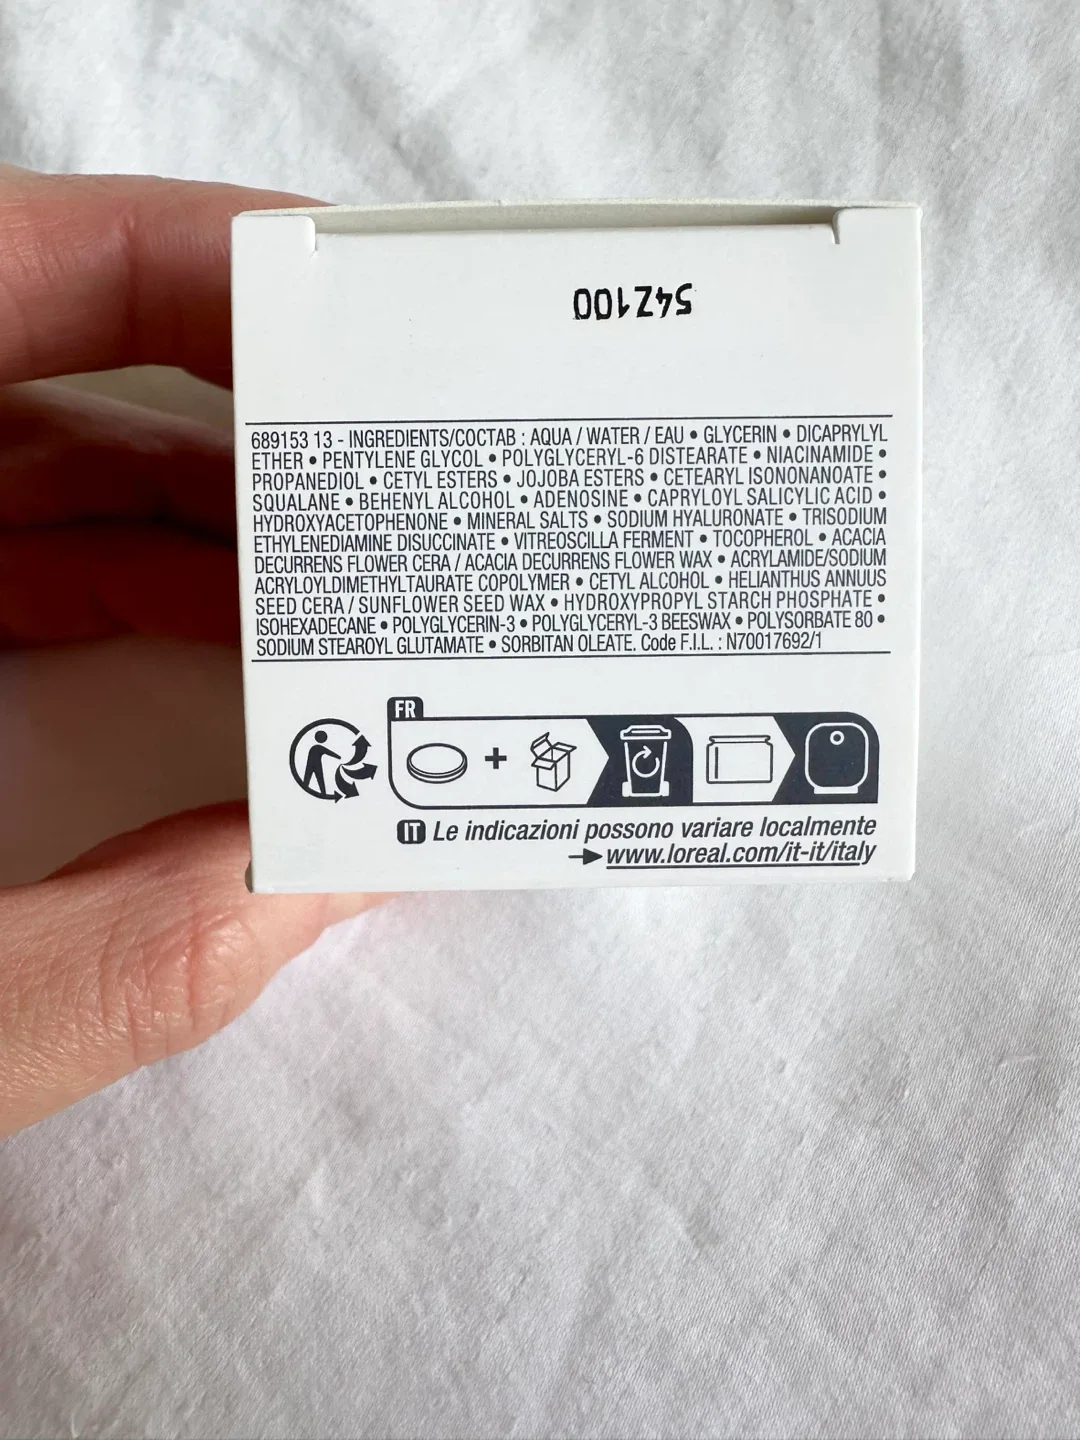 54Z100
689153 13 - INGREDIENTS/СОСТАВ : AQUA / WATER / EAU • GLYCERIN • DICAPRYLYL
ETHER • PENTYLENE GLYCOL • POLYGLYCERYL-6 DISTEARATE • NIACINAMIDE •
PROPANEDIOL • CETYL ESTERS • JOJOBA ESTERS • CETEARYL ISONONANOATE •
SQUALANE • BEHENYL ALCOHOL • ADENOSINE • CAPRYLOYL SALICYLIC ACID •
HYDROXYACETOPHENONE • MINERAL SALTS • SODIUM HYALURONATE • TRISODIUM
ETHYLENEDIAMINE DISUCCINATE • VITREOSCILLA FERMENT • TOCOPHEROL • ACACIA
DECURRENS FLOWER CERA / ACACIA DECURRENS FLOWER WAX • ACRYLAMIDE/SODIUM
ACRYLOYLDIMETHYLTAURATE COPOLYMER • CETYL ALCOHOL • HELIANTHUS ANNUUS
SEED CERA / SUNFLOWER SEED WAX • HYDROXYPROPYL STARCH PHOSPHATE •
ISOHEXADECANE • POLYGLYCERIN-3 • POLYGLYCERYL-3 BEESWAX • POLYSORBATE 80 •
SODIUM STEAROYL GLUTAMATE • SORBITAN OLEATE. Code F.I.L. : N70017692/1
FR
+
IT Le indicazioni possono variare localmente
www.loreal.com/it-it/italy